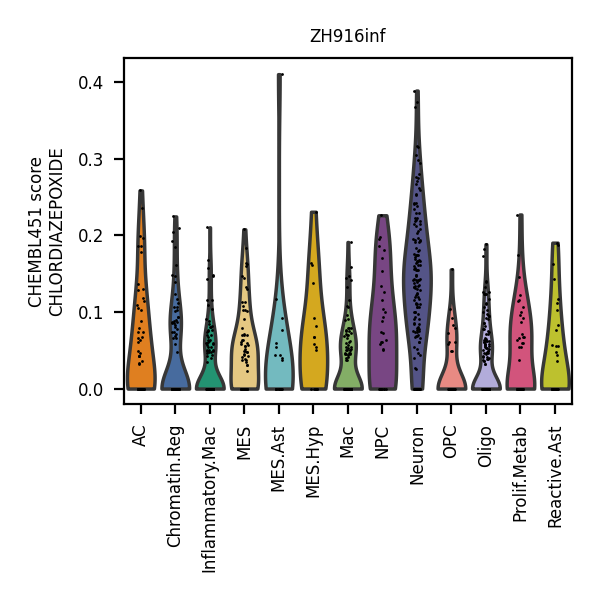 ZH916inf
CHEMBL451 score
CHLORDIAZEPOXIDE
0.4
0.3
0.2
0.1
0.0
AC
Chromatin.Reg
Inflammatory.Mac
MES
MES.Ast
MES.Hyp
Mac
NPC
Neuron
OPC
Oligo
Prolif.Metab
Reactive.Ast